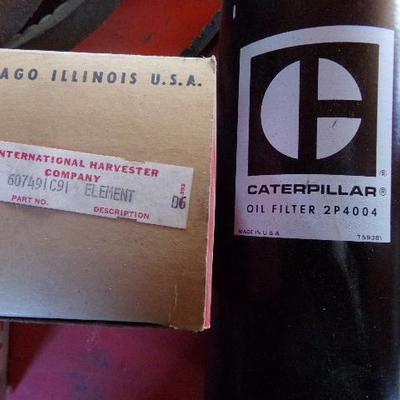 AGO ILLINOIS U.S.A.
INTERNATIONAL HARVESTER
COMPANY
607491C91 ELEMENT D6
PART NO. DESCRIPTION
C
®
CATERPILLAR®
OIL FILTER 2P4004
MADE IN U.S.A.